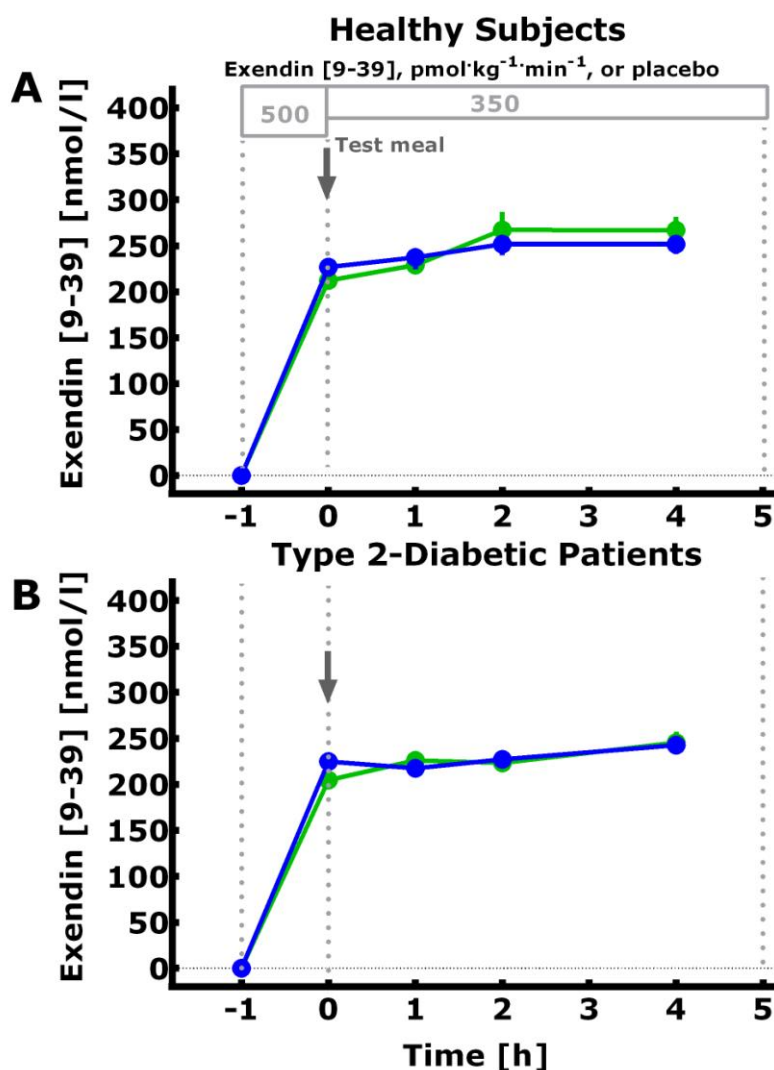 Healthy Subjects
Exendin [9-39], pmol·kg⁻¹·min⁻¹, or placebo
A
400
350
300
250
200
150
100
50
0
Exendin [9-39] [nmol/l]
500
350
Test meal
-1 0 1 2 3 4 5
Type 2-Diabetic Patients
B
400
350
300
250
200
150
100
50
0
Exendin [9-39] [nmol/l]
-1 0 1 2 3 4 5
Time [h]